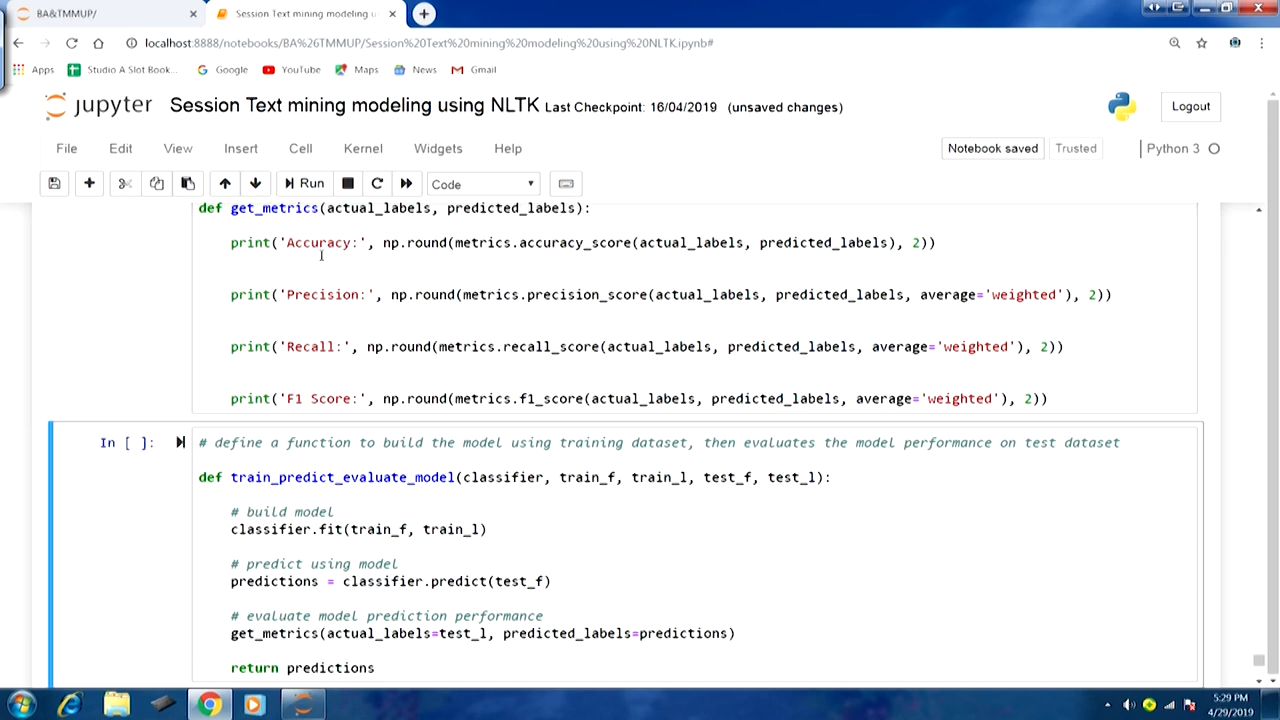 BA&TMMUP/
Session Text mining modeling u
localhost:8888/notebooks/BA%26TMMUP/Session%20Text%20mining%20modeling%20using%20NLTK.ipynb#
Apps Studio A Slot Book... Google YouTube Maps News Gmail
jupyter Session Text mining modeling using NLTK Last Checkpoint: 16/04/2019 (unsaved changes) Logout
File Edit View Insert Cell Kernel Widgets Help Notebook saved Trusted Python 3
Run Code
def get_metrics(actual_labels, predicted_labels):
print('Accuracy:', np.round(metrics.accuracy_score(actual_labels, predicted_labels), 2))
print('Precision:', np.round(metrics.precision_score(actual_labels, predicted_labels, average='weighted'), 2))
print('Recall:', np.round(metrics.recall_score(actual_labels, predicted_labels, average='weighted'), 2))
print('F1 Score:', np.round(metrics.f1_score(actual_labels, predicted_labels, average='weighted'), 2))
In [ ]: # define a function to build the model using training dataset, then evaluates the model performance on test dataset
def train_predict_evaluate_model(classifier, train_f, train_l, test_f, test_l):
# build model
classifier.fit(train_f, train_l)
# predict using model
predictions = classifier.predict(test_f)
# evaluate model prediction performance
get_metrics(actual_labels=test_l, predicted_labels=predictions)
return predictions
5:29 PM
4/29/2019